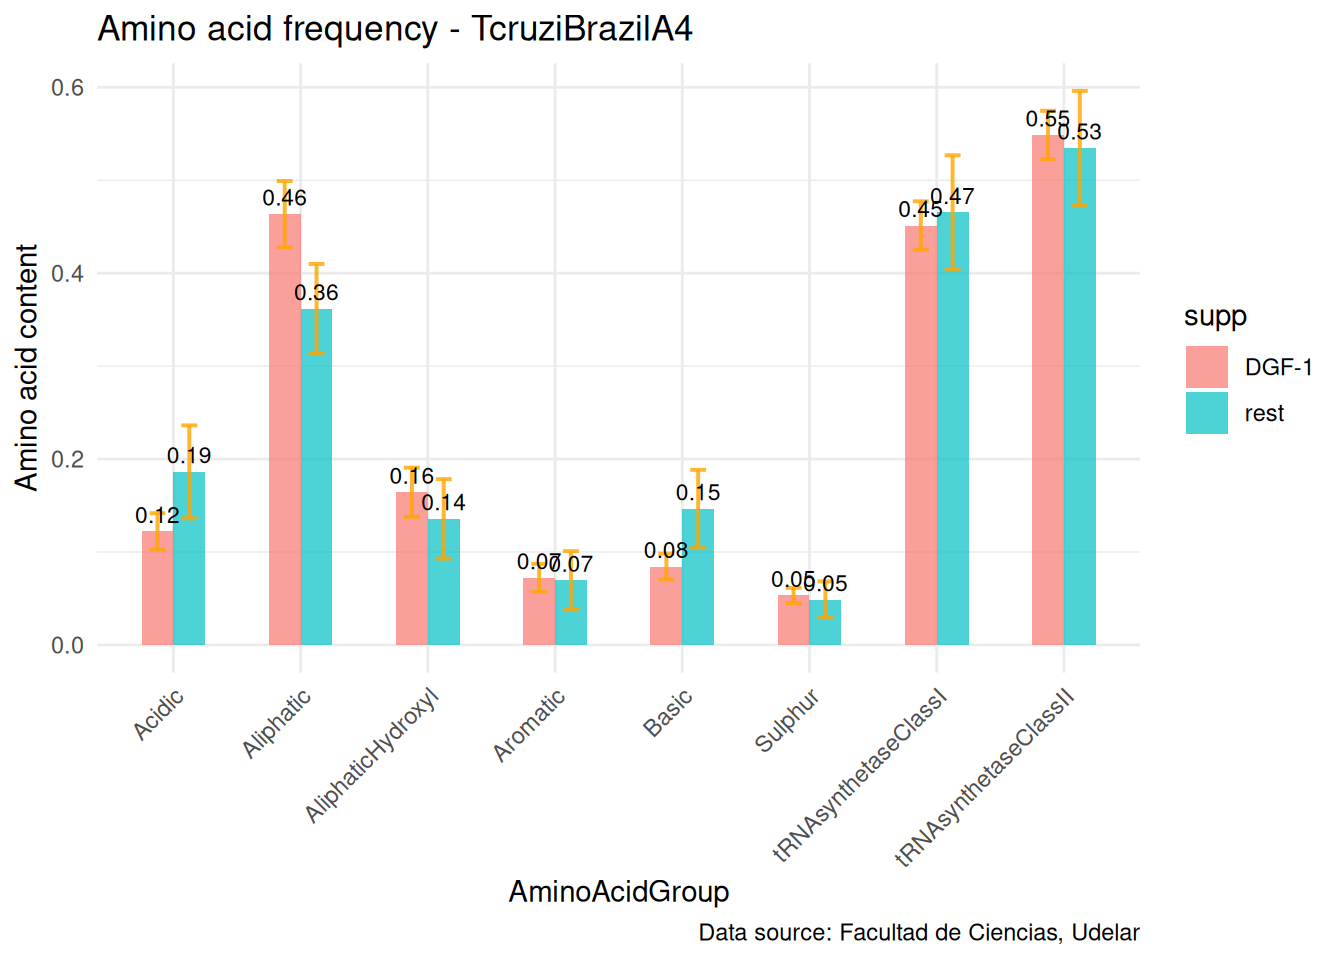 Amino acid frequency - TcruziBrazilA4
Amino acid content
0.6
0.4
0.2
0.0
0.12
0.19
0.46
0.36
0.16
0.14
0.07
0.07
0.08
0.15
0.05
0.05
0.45
0.47
0.55
0.53
Acidic
Aliphatic
AliphaticHydroxyl
Aromatic
Basic
Sulphur
tRNAsynthetaseClassI
tRNAsynthetaseClassII
AminoAcidGroup
supp
DGF-1
rest
Data source: Facultad de Ciencias, Udelar